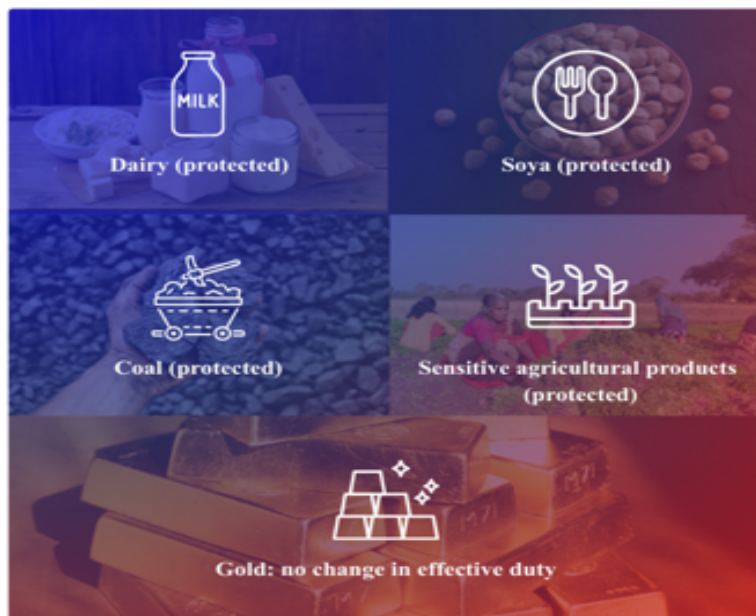 MILK
Dairy (protected)
Soya (protected)
Coal (protected)
Sensitive agricultural products
(protected)
Gold: no change in effective duty